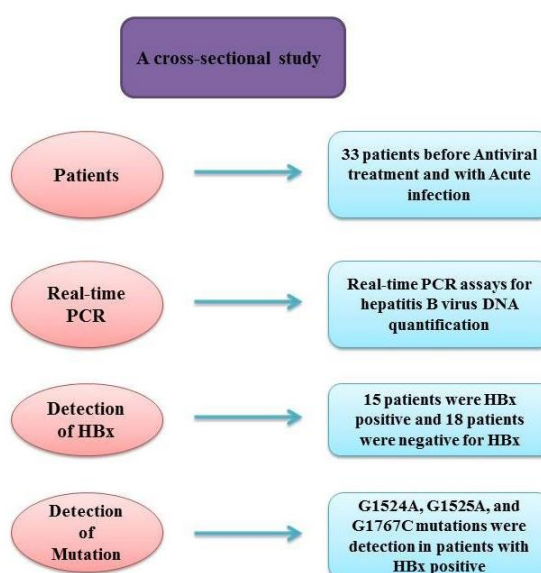 A cross-sectional study
Patients
33 patients before Antiviral
treatment and with Acute
infection
Real-time
PCR
Real-time PCR assays for
hepatitis B virus DNA
quantification
Detection
of HBx
15 patients were HBx
positive and 18 patients
were negative for HBx
Detection
of
Mutation
G1524A, G1525A, and
G1767C mutations were
detection in patients with
HBx positive